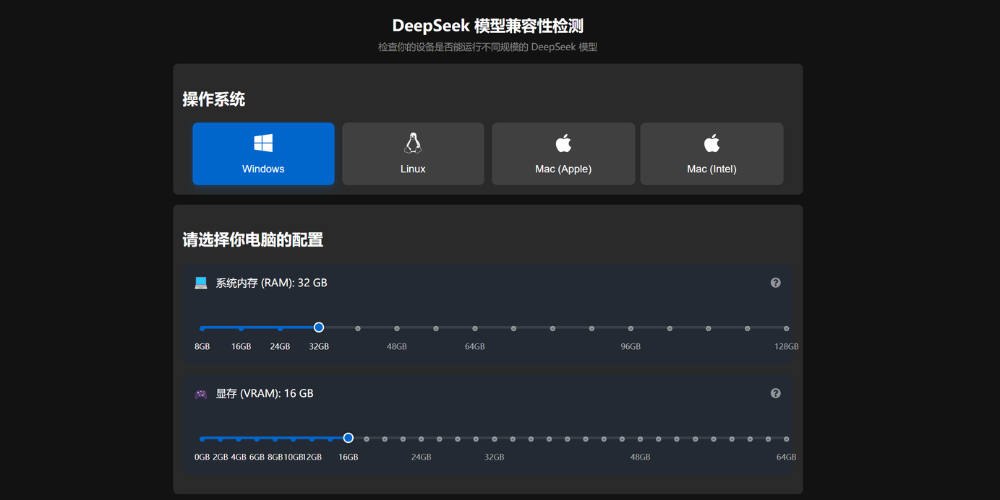 DeepSeek 模型兼容性检测
检查你的设备是否能运行不同规模的 DeepSeek 模型
操作系统
Windows Linux Mac (Apple) Mac (Intel)
请选择你电脑的配置
系统内存 (RAM): 32 GB ?
8GB 16GB 24GB 32GB 48GB 64GB 96GB 128GB
显存 (VRAM): 16 GB ?
0GB 2GB 4GB 6GB 8GB 10GB 12GB 16GB 24GB 32GB 48GB 64GB